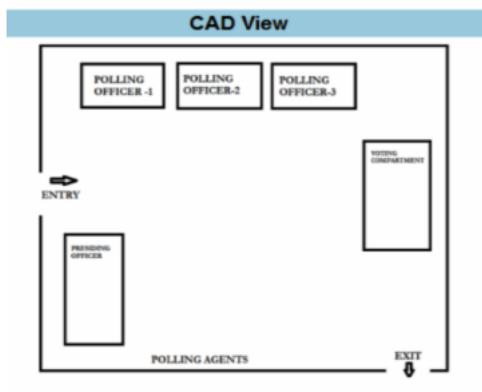 CAD View
POLLING
OFFICER -1
POLLING
OFFICER-2
POLLING
OFFICER-3
VOTING
COMPARTMENT
ENTRY
PRESIDING
OFFICER
POLLING AGENTS
EXIT